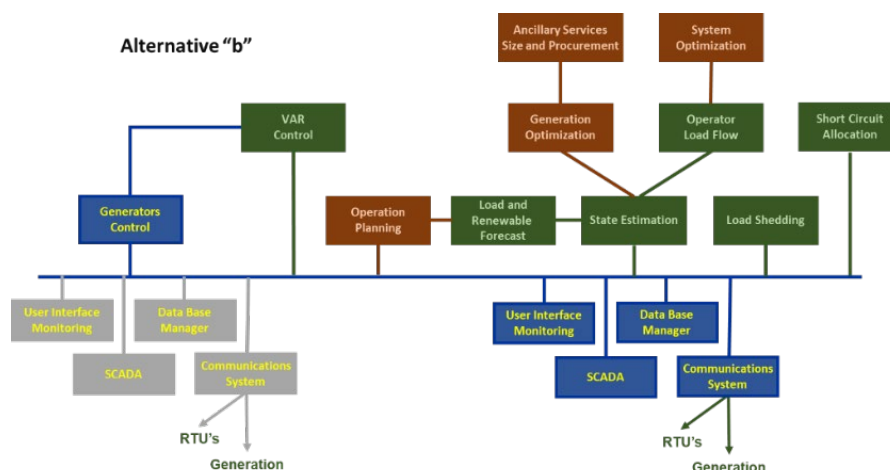 Alternative “b”
Ancillary Services
Size and Procurement
System
Optimization
VAR
Control
Generation
Optimization
Operator
Load Flow
Short Circuit
Allocation
Generators
Control
Operation
Planning
Load and
Renewable
Forecast
State Estimation
Load Shedding
User Interface
Monitoring
Data Base
Manager
SCADA
Communications
System
RTU's
Generation
User Interface
Monitoring
Data Base
Manager
SCADA
Communications
System
RTU's
Generation